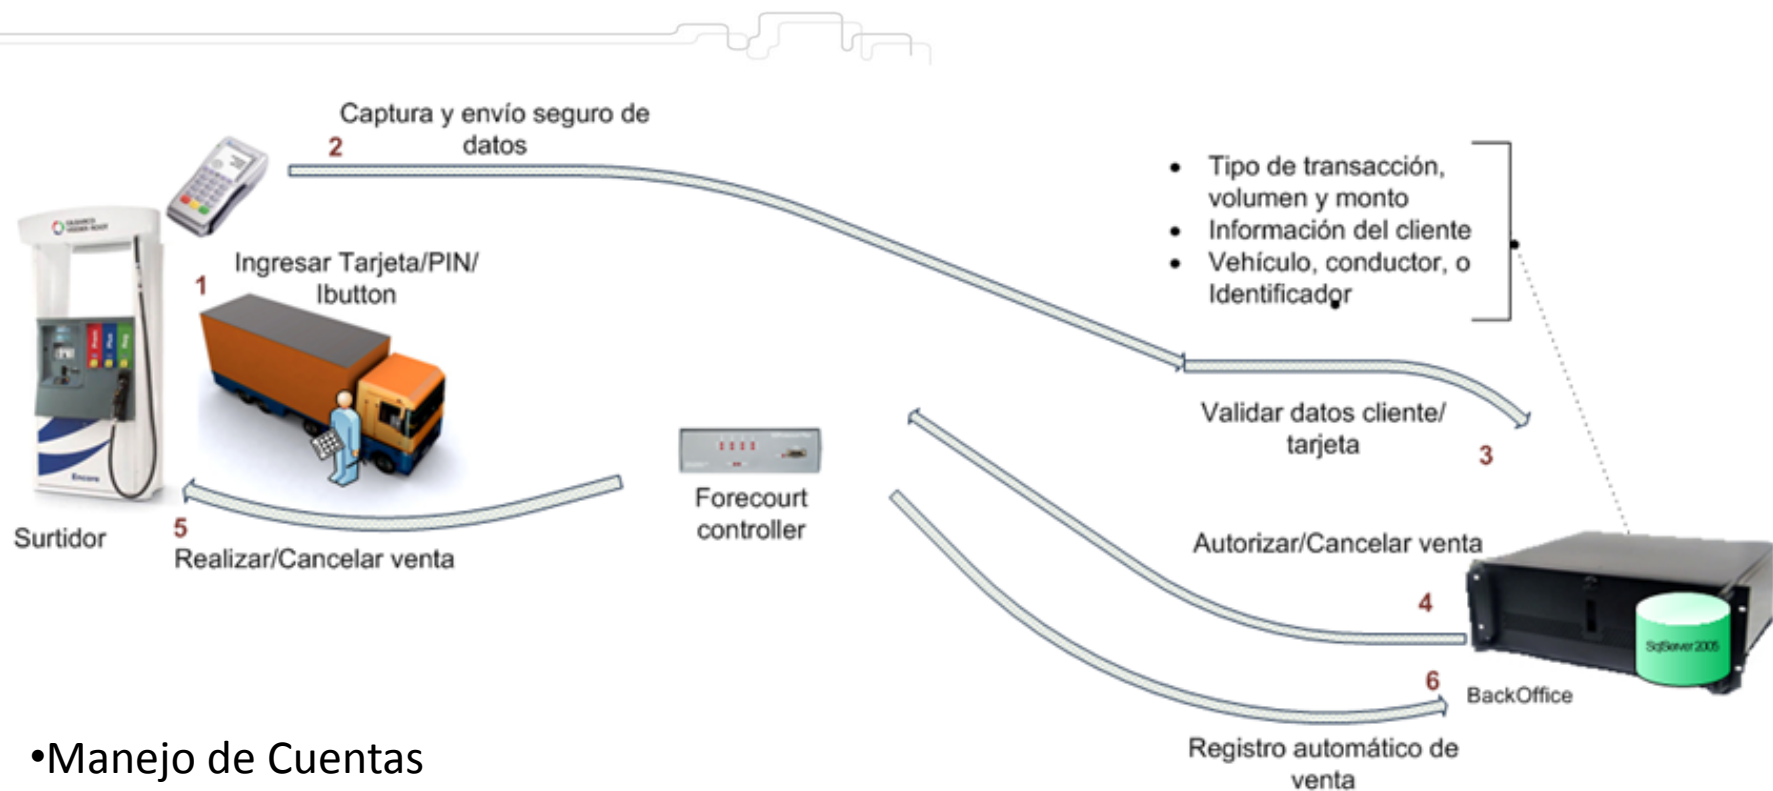 Captura y envío seguro de
2 datos
Tipo de transacción,
volumen y monto
Información del cliente
Vehículo, conductor, o
Identificador
Ingresar Tarjeta/PIN/
1 Ibutton
Validar datos cliente/
tarjeta
3
Forecourt
controller
Encore
Surtidor
5
Realizar/Cancelar venta
Autorizar/Cancelar venta
4
SqlServer 2005
6
BackOffice
Registro automático de
venta
•Manejo de Cuentas